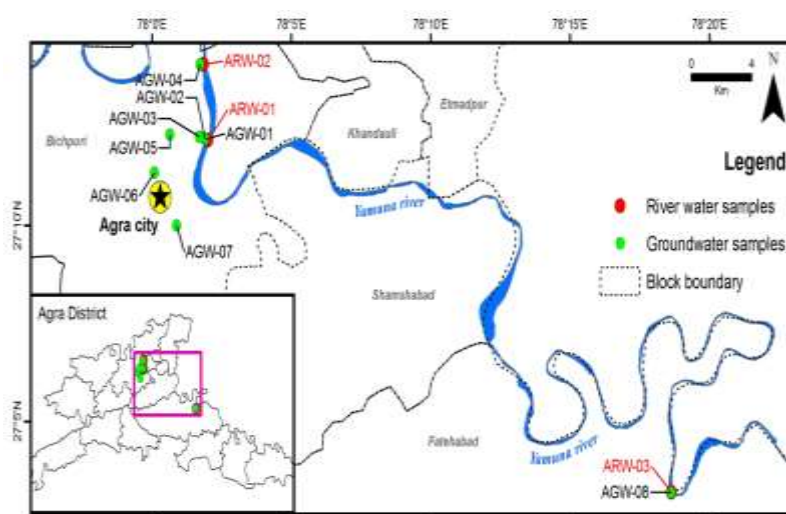 78°0'E 78°5'E 78°10'E 78°15'E 78°20'E
ARW-02
AGW-04
AGW-02
ARW-01
AGW-03
AGW-01
AGW-05
Bichpuri
Khandauli
Etmadpur
N
0 4
Km
AGW-06
Agra city
AGW-07
Yamuna river
27°10'N
Shamshabad
Legend
River water samples
Groundwater samples
Block boundary
Agra District
27°5'N
Fatehabad
Yamuna river
ARW-03
AGW-08